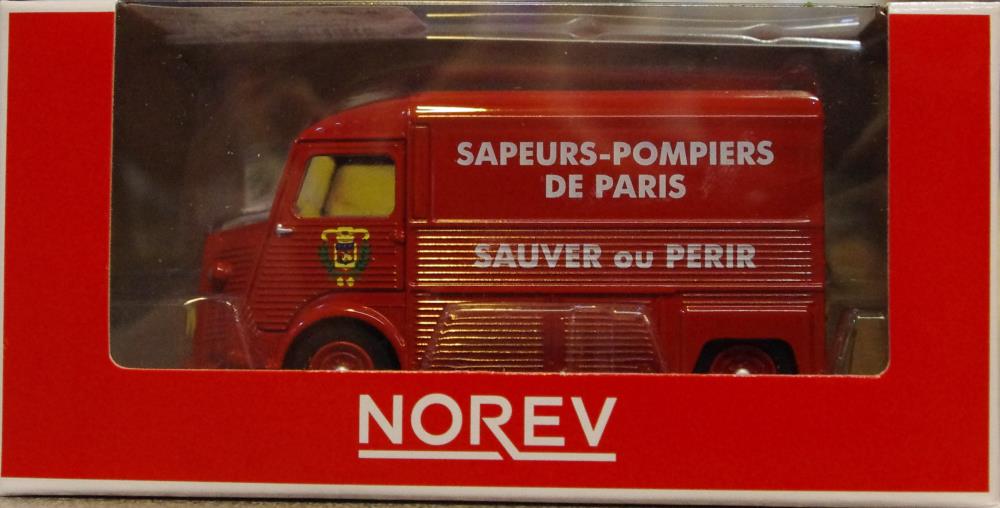 SAPEURS-POMPIERS
DE PARIS
SAUVER ou PERIR
NOREV